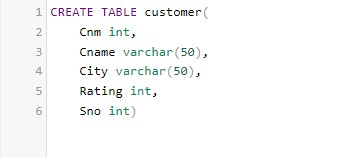 1 CREATE TABLE customer(
2 Cnm int,
3 Cname varchar(50),
4 City varchar(50),
5 Rating int,
6 Sno int)